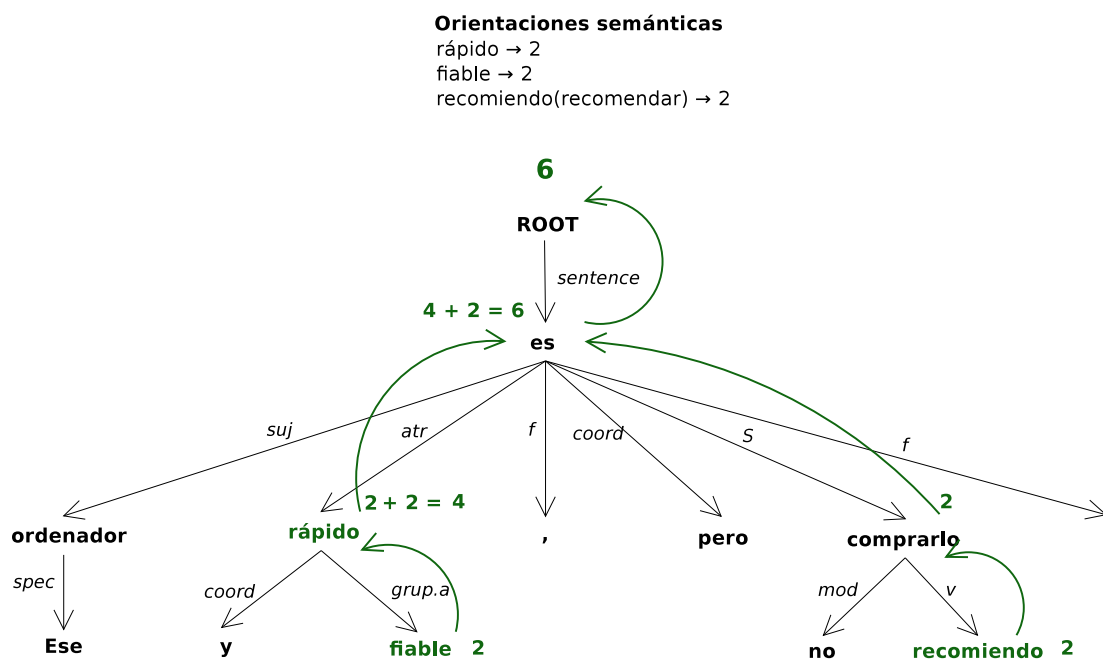 Orientaciones semánticas
rápido → 2
fiable → 2
recomiendo(recomendar) → 2
6
ROOT
sentence
4 + 2 = 6
es
suj
atr
f
coord
S
f
2 + 2 = 4
2
ordenador
rápido
,
pero
comprarlo
spec
coord
grup.a
mod
v
Ese
y
fiable 2
no
recomiendo 2